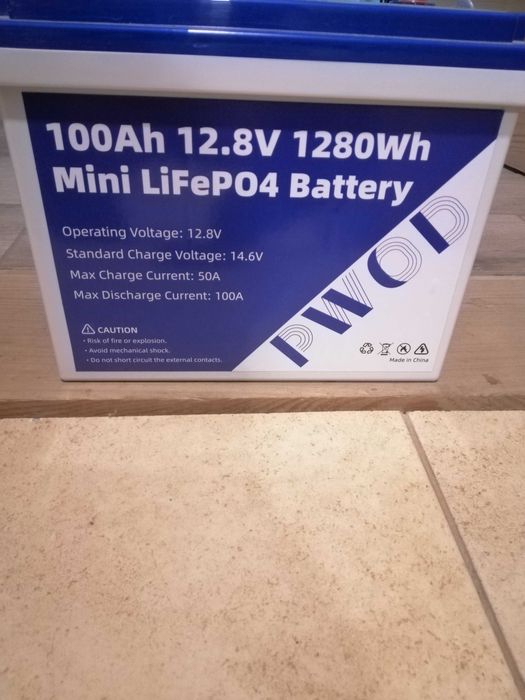 100Ah 12.8V 1280Wh
Mini LiFePO4 Battery
Operating Voltage: 12.8V
Standard Charge Voltage: 14.6V
Max Charge Current: 50A
Max Discharge Current: 100A
PWOD
CAUTION
• Risk of fire or explosion.
• Avoid mechanical shock.
• Do not short circuit the external contacts.
Made in China